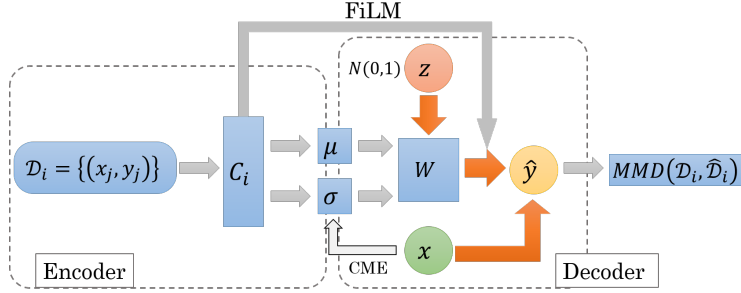 FiLM
N(0,1)
z
𝒟ᵢ = {(xⱼ, yⱼ)}
Cᵢ
μ
σ
W
ŷ
MMD(𝒟ᵢ, 𝒟̂ᵢ)
x
CME
Encoder
Decoder